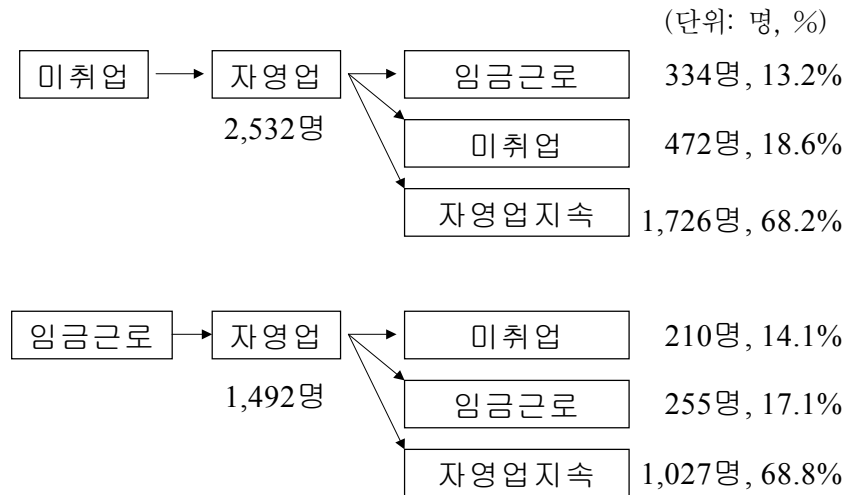 (단위: 명, %)
미취업 자영업 임금근로 334명, 13.2%
2,532명
미취업 472명, 18.6%
자영업지속 1,726명, 68.2%
임금근로 자영업 미취업 210명, 14.1%
1,492명
임금근로 255명, 17.1%
자영업지속 1,027명, 68.8%